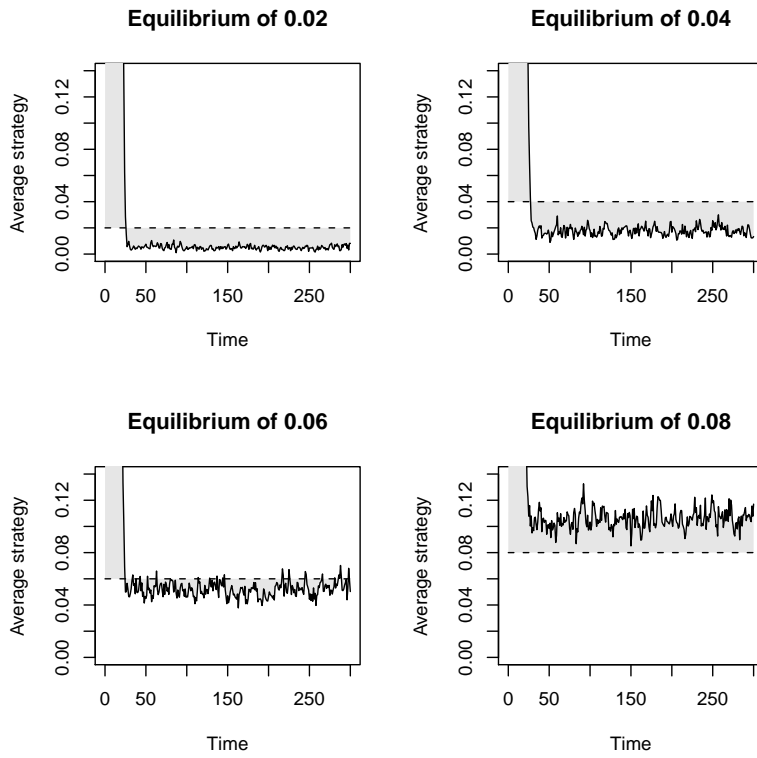 Equilibrium of 0.02
Average strategy
0.00 0.04 0.08 0.12
0 50 150 250
Time
Equilibrium of 0.04
Average strategy
0.00 0.04 0.08 0.12
0 50 150 250
Time
Equilibrium of 0.06
Average strategy
0.00 0.04 0.08 0.12
0 50 150 250
Time
Equilibrium of 0.08
Average strategy
0.00 0.04 0.08 0.12
0 50 150 250
Time